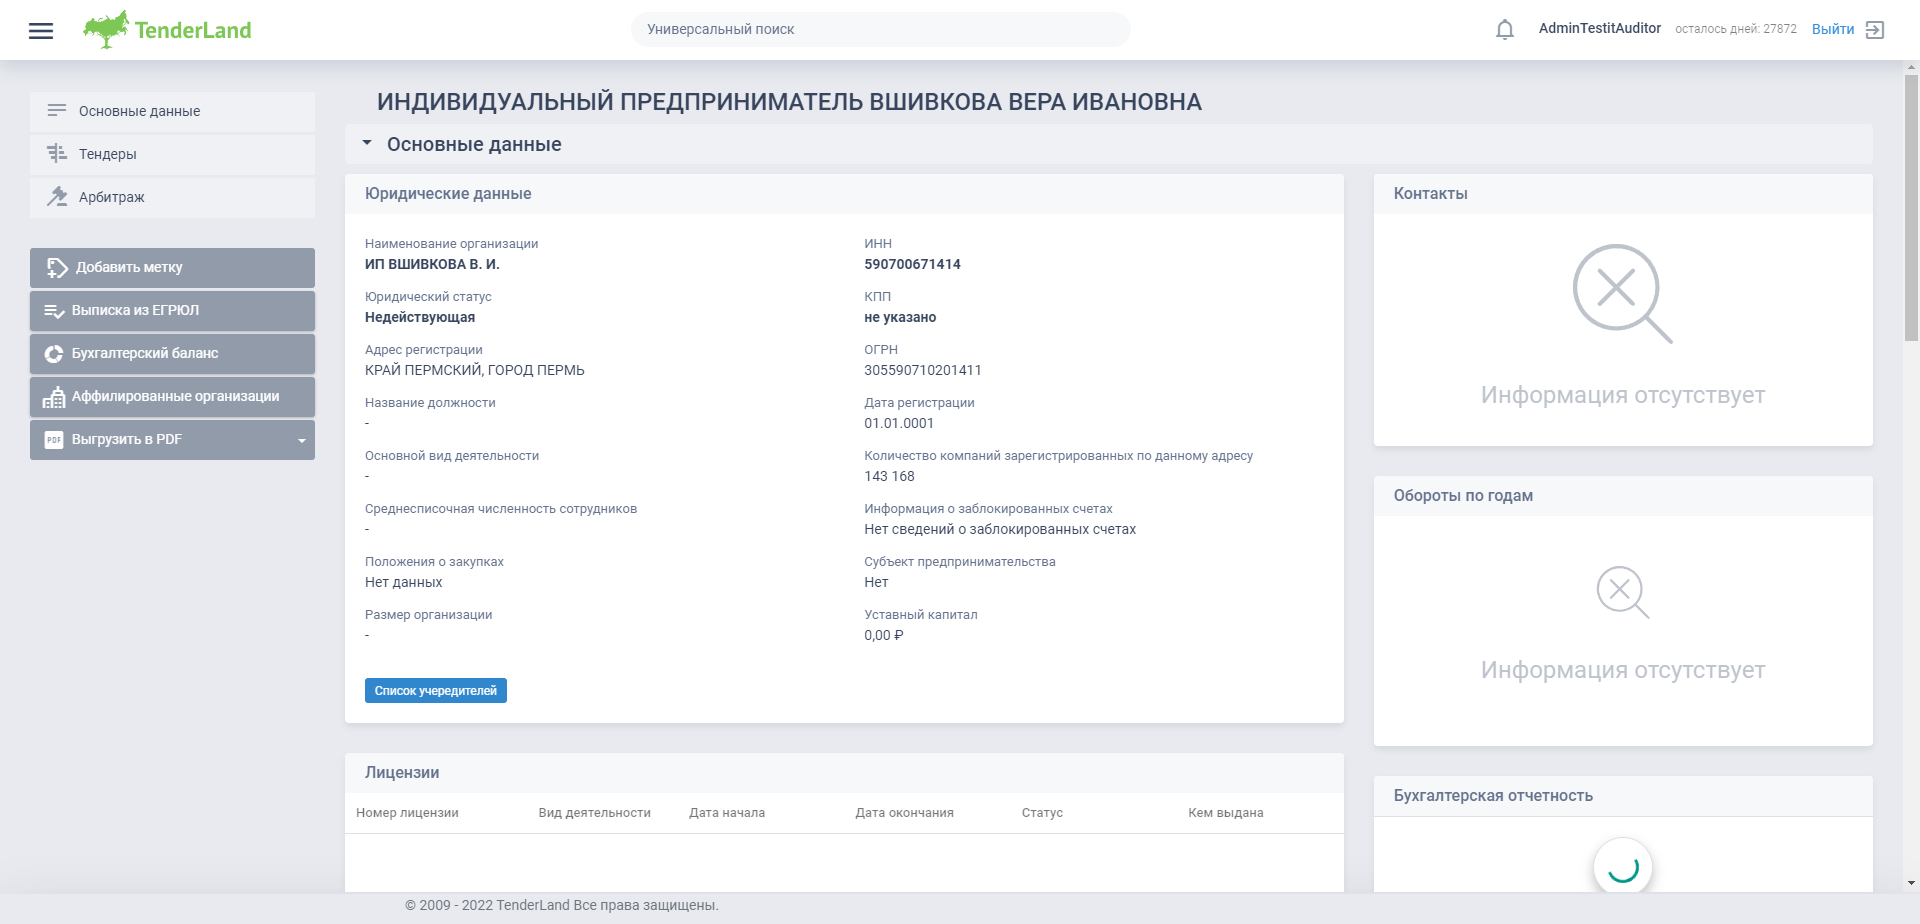 TenderLand
Универсальный поиск
AdminTestitAuditor
осталось дней: 27872
Выйти
Основные данные
Тендеры
Арбитраж
Добавить метку
Выписка из ЕГРЮЛ
Бухгалтерский баланс
Аффилированные организации
PDF Выгрузить в PDF
ИНДИВИДУАЛЬНЫЙ ПРЕДПРИНИМАТЕЛЬ ВШИВКОВА ВЕРА ИВАНОВНА
Основные данные
Юридические данные
Наименование организации
ИП ВШИВКОВА В. И.
Юридический статус
Недействующая
Адрес регистрации
КРАЙ ПЕРМСКИЙ, ГОРОД ПЕРМЬ
Название должности
-
Основной вид деятельности
-
Среднесписочная численность сотрудников
-
Положения о закупках
Нет данных
Размер организации
-
ИНН
590700671414
КПП
не указано
ОГРН
305590710201411
Дата регистрации
01.01.0001
Количество компаний зарегистрированных по данному адресу
143 168
Информация о заблокированных счетах
Нет сведений о заблокированных счетах
Субъект предпринимательства
Нет
Уставный капитал
0,00 ₽
Список учередителей
Лицензии
Номер лицензии Вид деятельности Дата начала Дата окончания Статус Кем выдана
Контакты
Информация отсутствует
Обороты по годам
Информация отсутствует
Бухгалтерская отчетность
© 2009 - 2022 TenderLand Все права защищены.